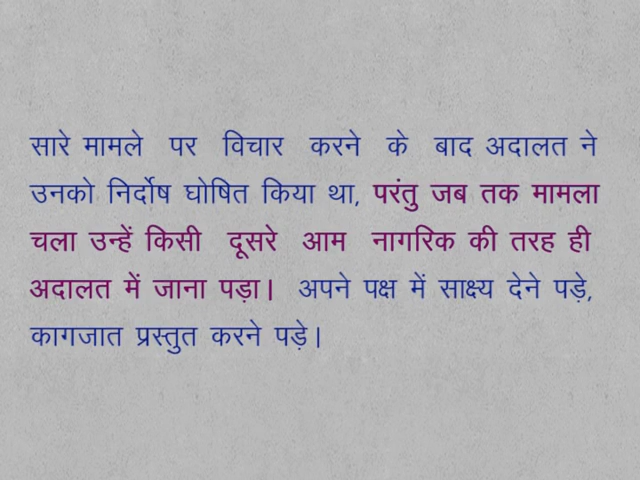 सारे मामले पर विचार करने के बाद अदालत ने
उनको निर्दोष घोषित किया था, परंतु जब तक मामला
चला उन्हें किसी दूसरे आम नागरिक की तरह ही
अदालत में जाना पड़ा। अपने पक्ष में साक्ष्य देने पड़े,
कागजात प्रस्तुत करने पड़े।